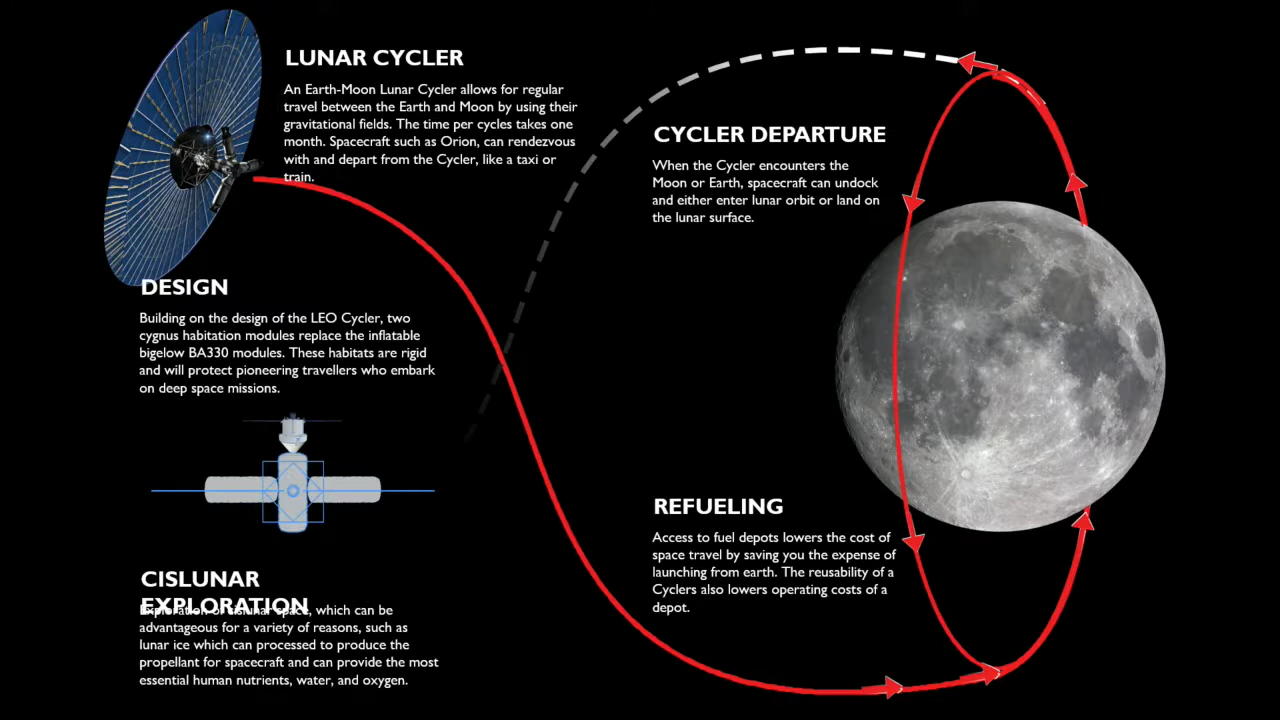 LUNAR CYCLER
An Earth-Moon Lunar Cycler allows for regular
travel between the Earth and Moon by using their
gravitational fields. The time per cycles takes one
month. Spacecraft such as Orion, can rendezvous
with and depart from the Cycler, like a taxi or
train.
DESIGN
Building on the design of the LEO Cycler, two
cygnus habitation modules replace the inflatable
bigelow BA330 modules. These habitats are rigid
and will protect pioneering travellers who embark
on deep space missions.
CISLUNAR
EXPLORATION
Exploration of cislunar space, which can be
advantageous for a variety of reasons, such as
lunar ice which can processed to produce the
propellant for spacecraft and can provide the most
essential human nutrients, water, and oxygen.
CYCLER DEPARTURE
When the Cycler encounters the
Moon or Earth, spacecraft can undock
and either enter lunar orbit or land on
the lunar surface.
REFUELING
Access to fuel depots lowers the cost of
space travel by saving you the expense of
launching from earth. The reusability of a
Cyclers also lowers operating costs of a
depot.